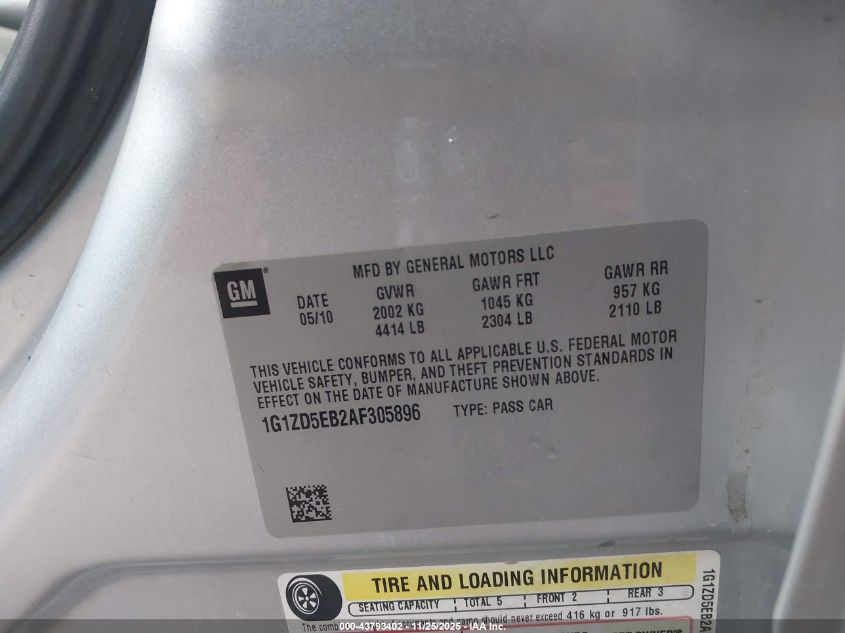 GM
MFD BY GENERAL MOTORS LLC
DATE GVWR GAWR FRT GAWR RR
05/10 2002 KG 1045 KG 957 KG
4414 LB 2304 LB 2110 LB
THIS VEHICLE CONFORMS TO ALL APPLICABLE U.S. FEDERAL MOTOR
VEHICLE SAFETY, BUMPER, AND THEFT PREVENTION STANDARDS IN
EFFECT ON THE DATE OF MANUFACTURE SHOWN ABOVE.
1G1ZD5EB2AF305896 TYPE: PASS CAR
TIRE AND LOADING INFORMATION
SEATING CAPACITY TOTAL 5 FRONT 2 REAR 3
The and cargo should never exceed 416 kg or 917 lbs.
1G1ZD5EB2A
000-43793402 - 11/25/2025 - IAA Inc.